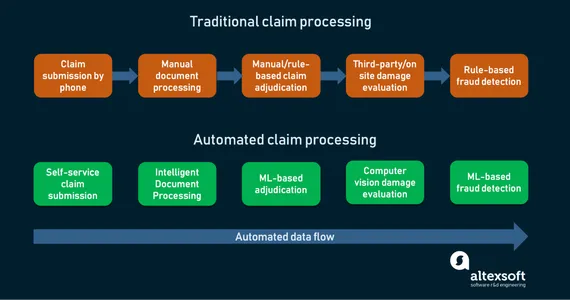 Traditional claim processing
Claim
submission by
phone
Manual
document
processing
Manual/rule-
based claim
adjudication
Third-party/on
site damage
evaluation
Rule-based
fraud detection
Automated claim processing
Self-service
claim
submission
Intelligent
Document
Processing
ML-based
adjudication
Computer
vision damage
evaluation
ML-based
fraud detection
Automated data flow
altexsoft
software r&d engineering